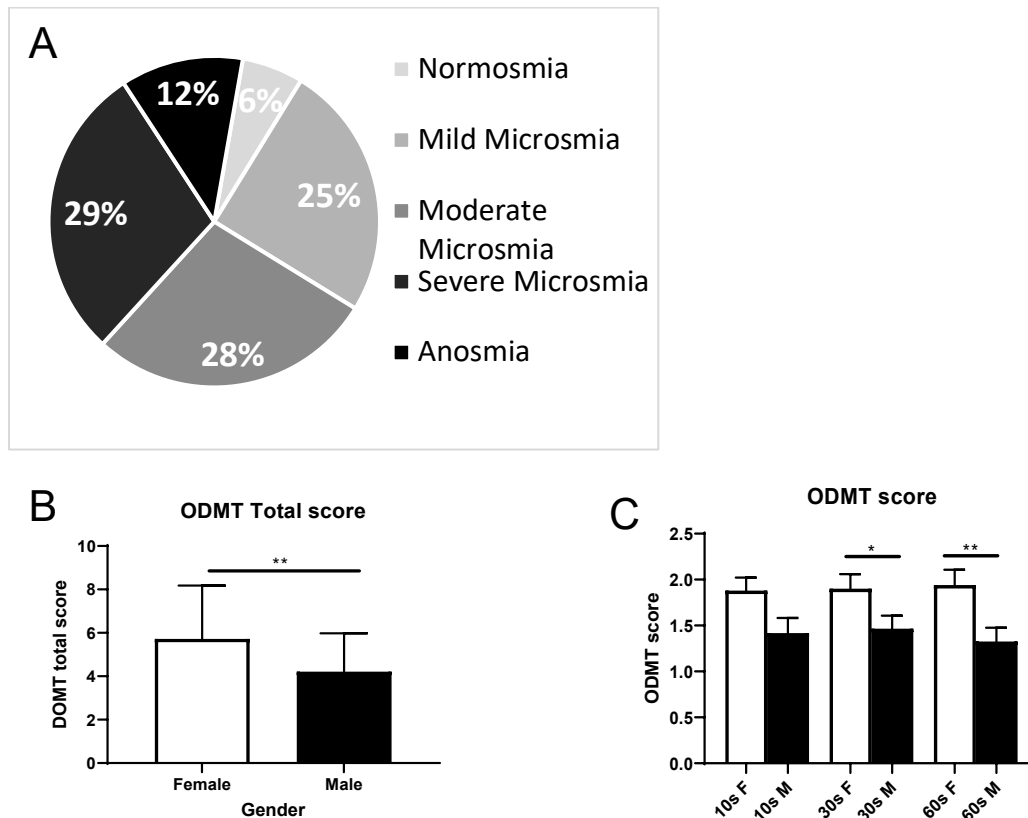 A
12%
6%
25%
29%
28%
Normosmia
Mild Microsmia
Moderate
Microsmia
Severe Microsmia
Anosmia
B
ODMT Total score
DOMT total score
10
8
6
4
2
0
**
Female
Male
Gender
C
ODMT score
ODMT score
2.5
2.0
1.5
1.0
0.5
0.0
*
**
10s F
10s M
30s F
30s M
60s F
60s M